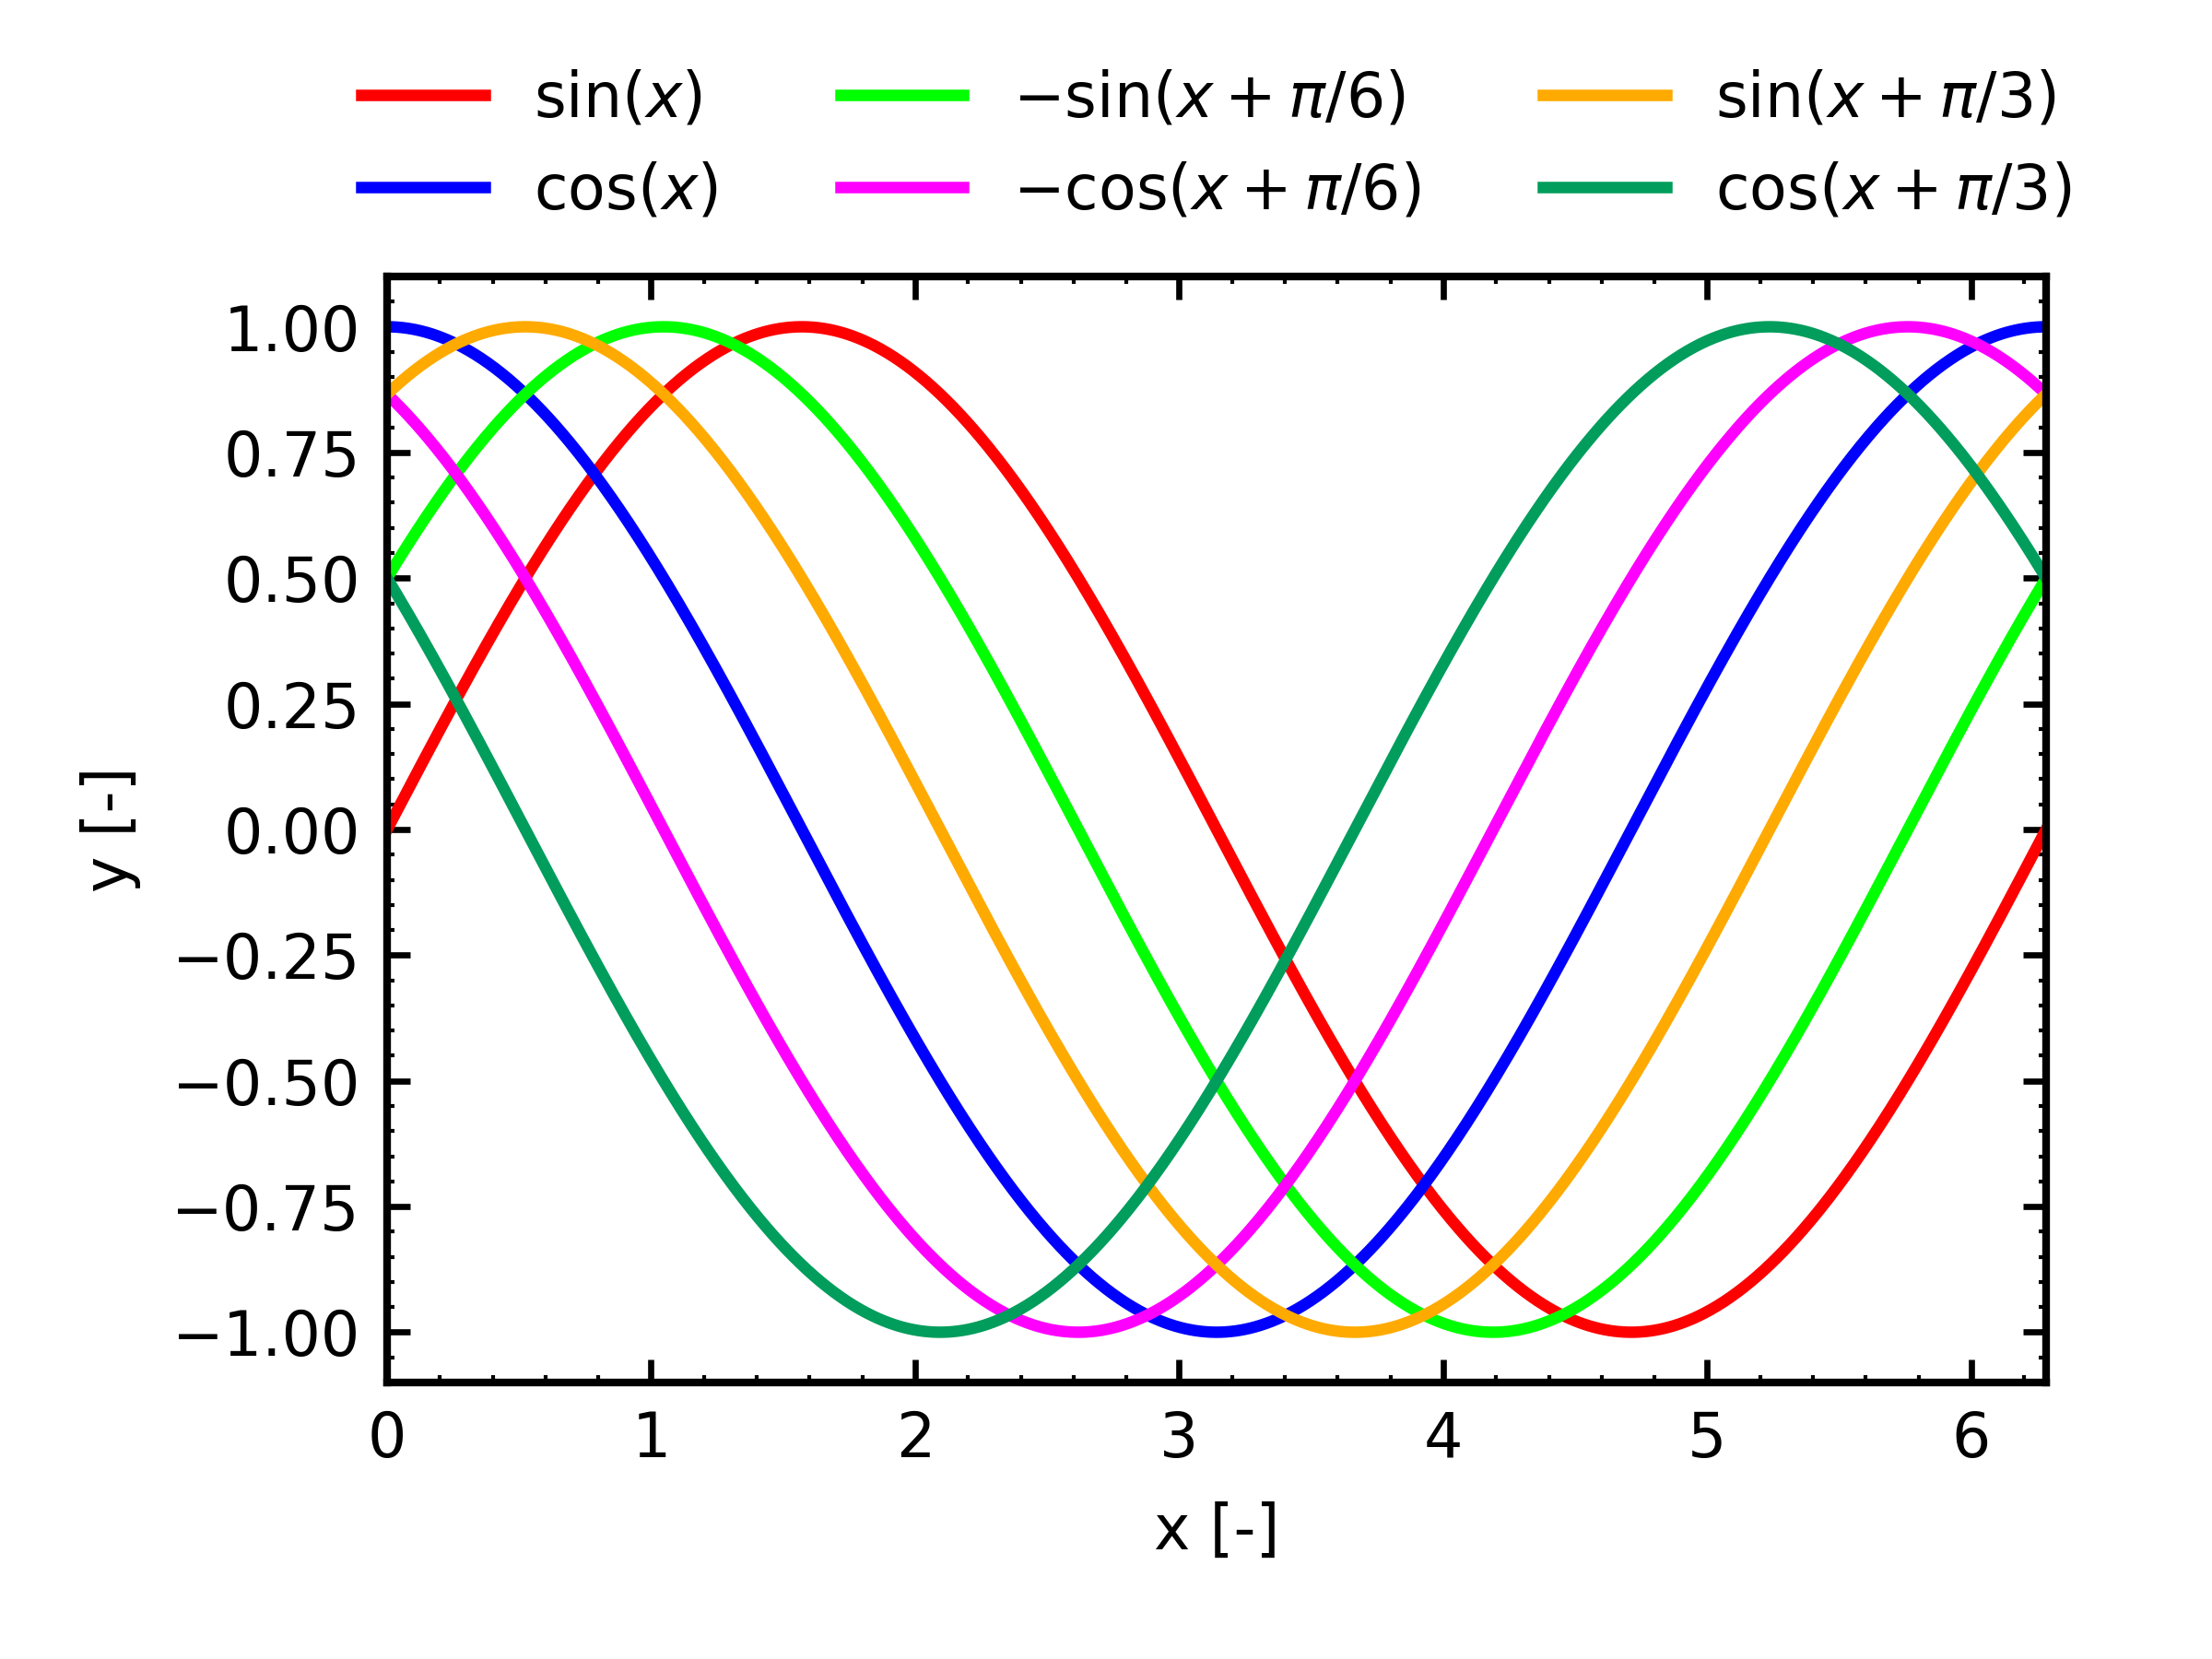 sin(x) −sin(x + π/6) sin(x + π/3)
cos(x) −cos(x + π/6) cos(x + π/3)
1.00
0.75
0.50
0.25
0.00
−0.25
−0.50
−0.75
−1.00
y [-]
0 1 2 3 4 5 6
x [-]